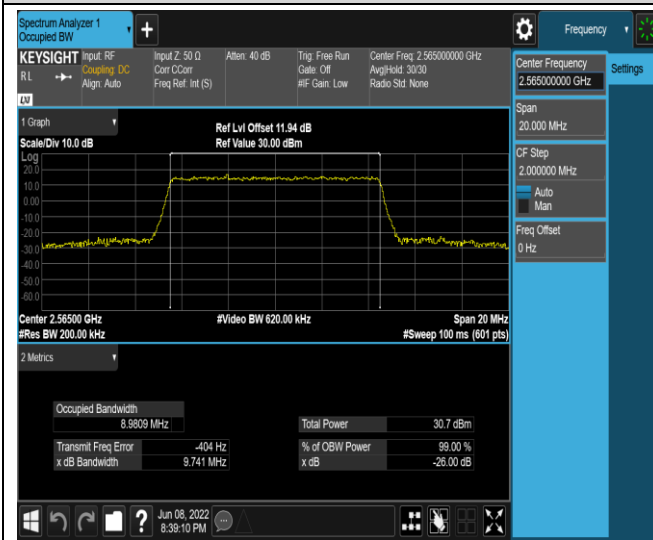 Spectrum Analyzer 1
Occupied BW
+
Frequency
KEYSIGHT
RL
LXI
Input: RF
Coupling: DC
Align: Auto
Input Z: 50 Ω
Corr CCorr
Freq Ref: Int (S)
Atten: 40 dB
Trig: Free Run
Gate: Off
#IF Gain: Low
Center Freq: 2.565000000 GHz
Avg|Hold: 30/30
Radio Std: None
Center Frequency
2.565000000 GHz
Settings
Span
20.000 MHz
CF Step
2.000000 MHz
Auto
Man
Freq Offset
0 Hz
1 Graph
Scale/Div 10.0 dB
Ref Lvl Offset 11.94 dB
Ref Value 30.00 dBm
Log
20.0
10.0
0.00
-10.0
-20.0
-30.0
-40.0
-50.0
-60.0
Center 2.56500 GHz
#Video BW 620.00 kHz
Span 20 MHz
#Res BW 200.00 kHz
#Sweep 100 ms (601 pts)
2 Metrics
Occupied Bandwidth
8.9809 MHz
Total Power
30.7 dBm
Transmit Freq Error
-404 Hz
% of OBW Power
99.00 %
x dB Bandwidth
9.741 MHz
x dB
-26.00 dB
?
Jun 08, 2022
8:39:10 PM